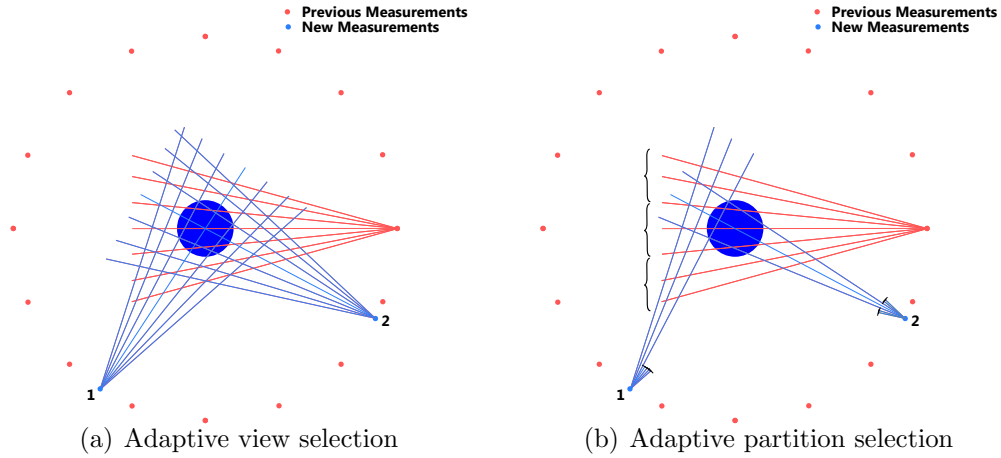 Previous Measurements
New Measurements
2
1
(a) Adaptive view selection
Previous Measurements
New Measurements
2
1
(b) Adaptive partition selection